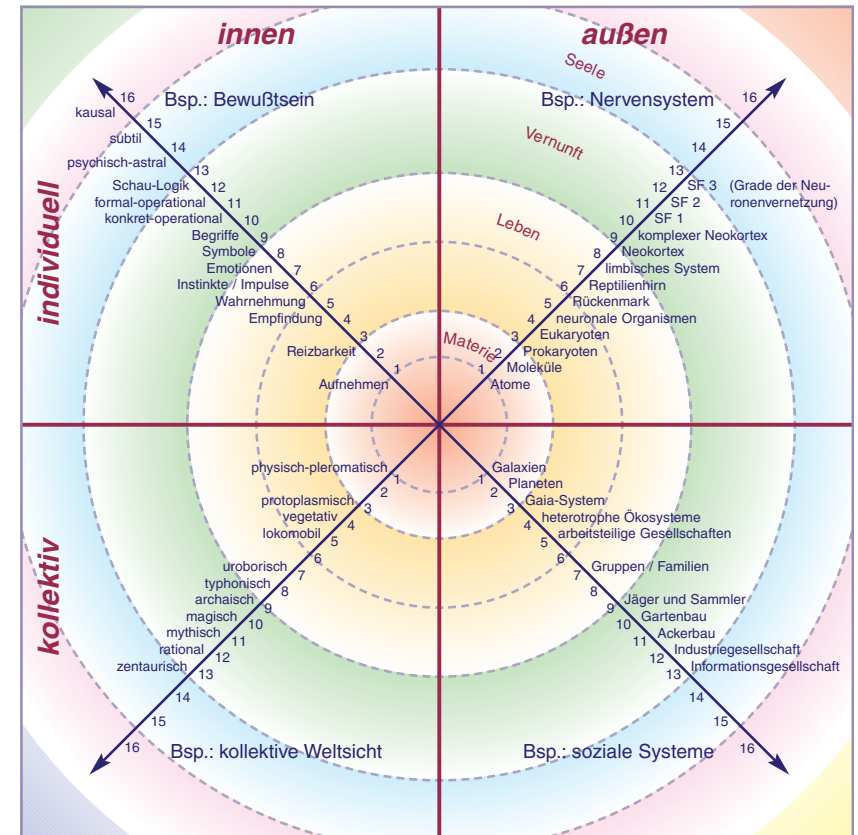 innen
außen
individuell
kollektiv
Seele
Vernunft
Leben
Materie
Bsp.: Bewußtsein
16
kausal
15
subtil
14
psychisch-astral
13
Schau-Logik
12
formal-operational
11
konkret-operational
10
Begriffe
9
Symbole
8
Emotionen
7
Instinkte / Impulse
6
Wahrnehmung
5
Empfindung
4
3
Reizbarkeit
2
1
Aufnehmen
Bsp.: Nervensystem
16
15
14
13
12
SF 3
(Grade der Neu-
ronenvernetzung)
11
SF 2
10
SF 1
9
komplexer Neokortex
8
Neokortex
7
limbisches System
6
Reptilienhirn
5
Rückenmark
4
neuronale Organismen
3
Eukaryoten
2
Prokaryoten
Moleküle
1
Atome
physisch-pleromatisch
1
2
protoplasmisch
3
vegetativ
4
lokomobil
5
6
uroborisch
7
typhonisch
8
archaisch
9
magisch
10
mythisch
11
rational
12
zentaurisch
13
14
15
16
Bsp.: kollektive Weltsicht
Galaxien
1
Planeten
2
Gaia-System
3
heterotrophe Ökosysteme
4
arbeitsteilige Gesellschaften
5
6
Gruppen / Familien
7
8
Jäger und Sammler
9
Gartenbau
10
Ackerbau
11
Industriegesellschaft
12
Informationsgesellschaft
13
14
15
16
Bsp.: soziale Systeme